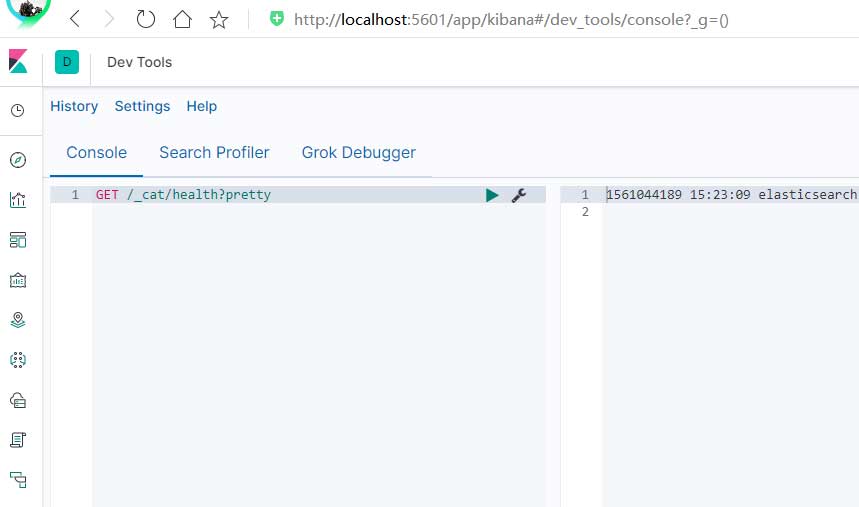 http://localhost:5601/app/kibana#/dev_tools/console?_g=()
D Dev Tools
History Settings Help
Console Search Profiler Grok Debugger
1 GET /_cat/health?pretty
1 1561044189 15:23:09 elasticsearch
2